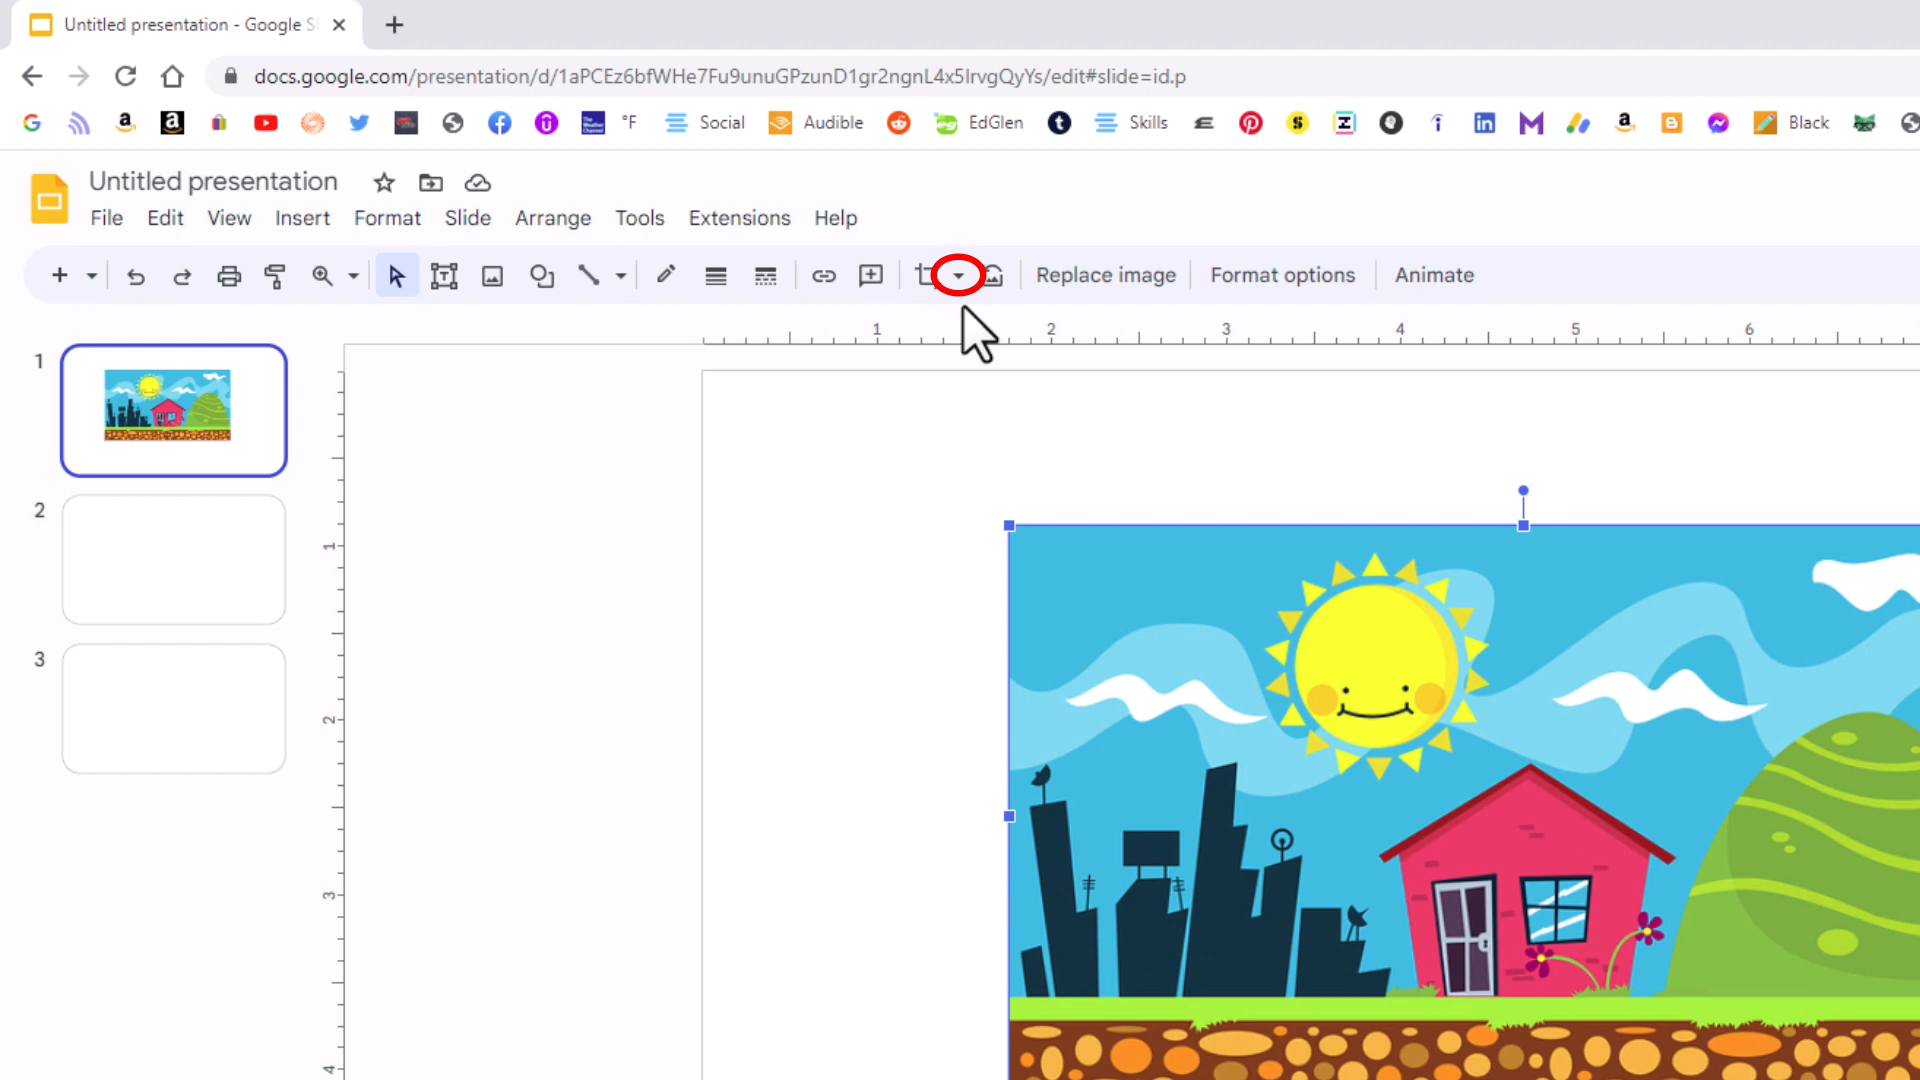 Untitled presentation - Google S
docs.google.com/presentation/d/1aPCEz6bfWHe7Fu9unuGPzunD1gr2ngnL4x5IrvgQyYs/edit#slide=id.p
°F Social Audible EdGlen Skills Black
Untitled presentation
File Edit View Insert Format Slide Arrange Tools Extensions Help
Replace image Format options Animate
1 2 3 4 5 6
1
2
3
1
2
3
4